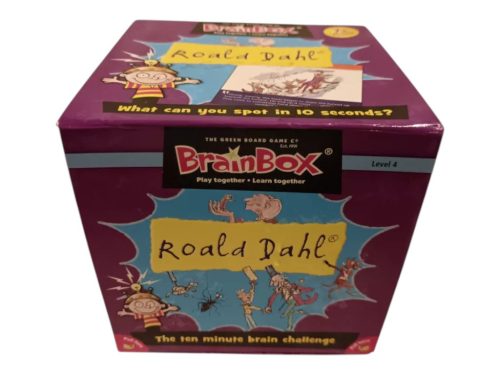 BrainBox®
Roald Dahl®
What can you spot in 10 seconds?
THE GREEN BOARD GAME Cº
Est. 1991
BrainBox®
Play together • Learn together
Level 4
Roald Dahl®
The ten minute brain challenge